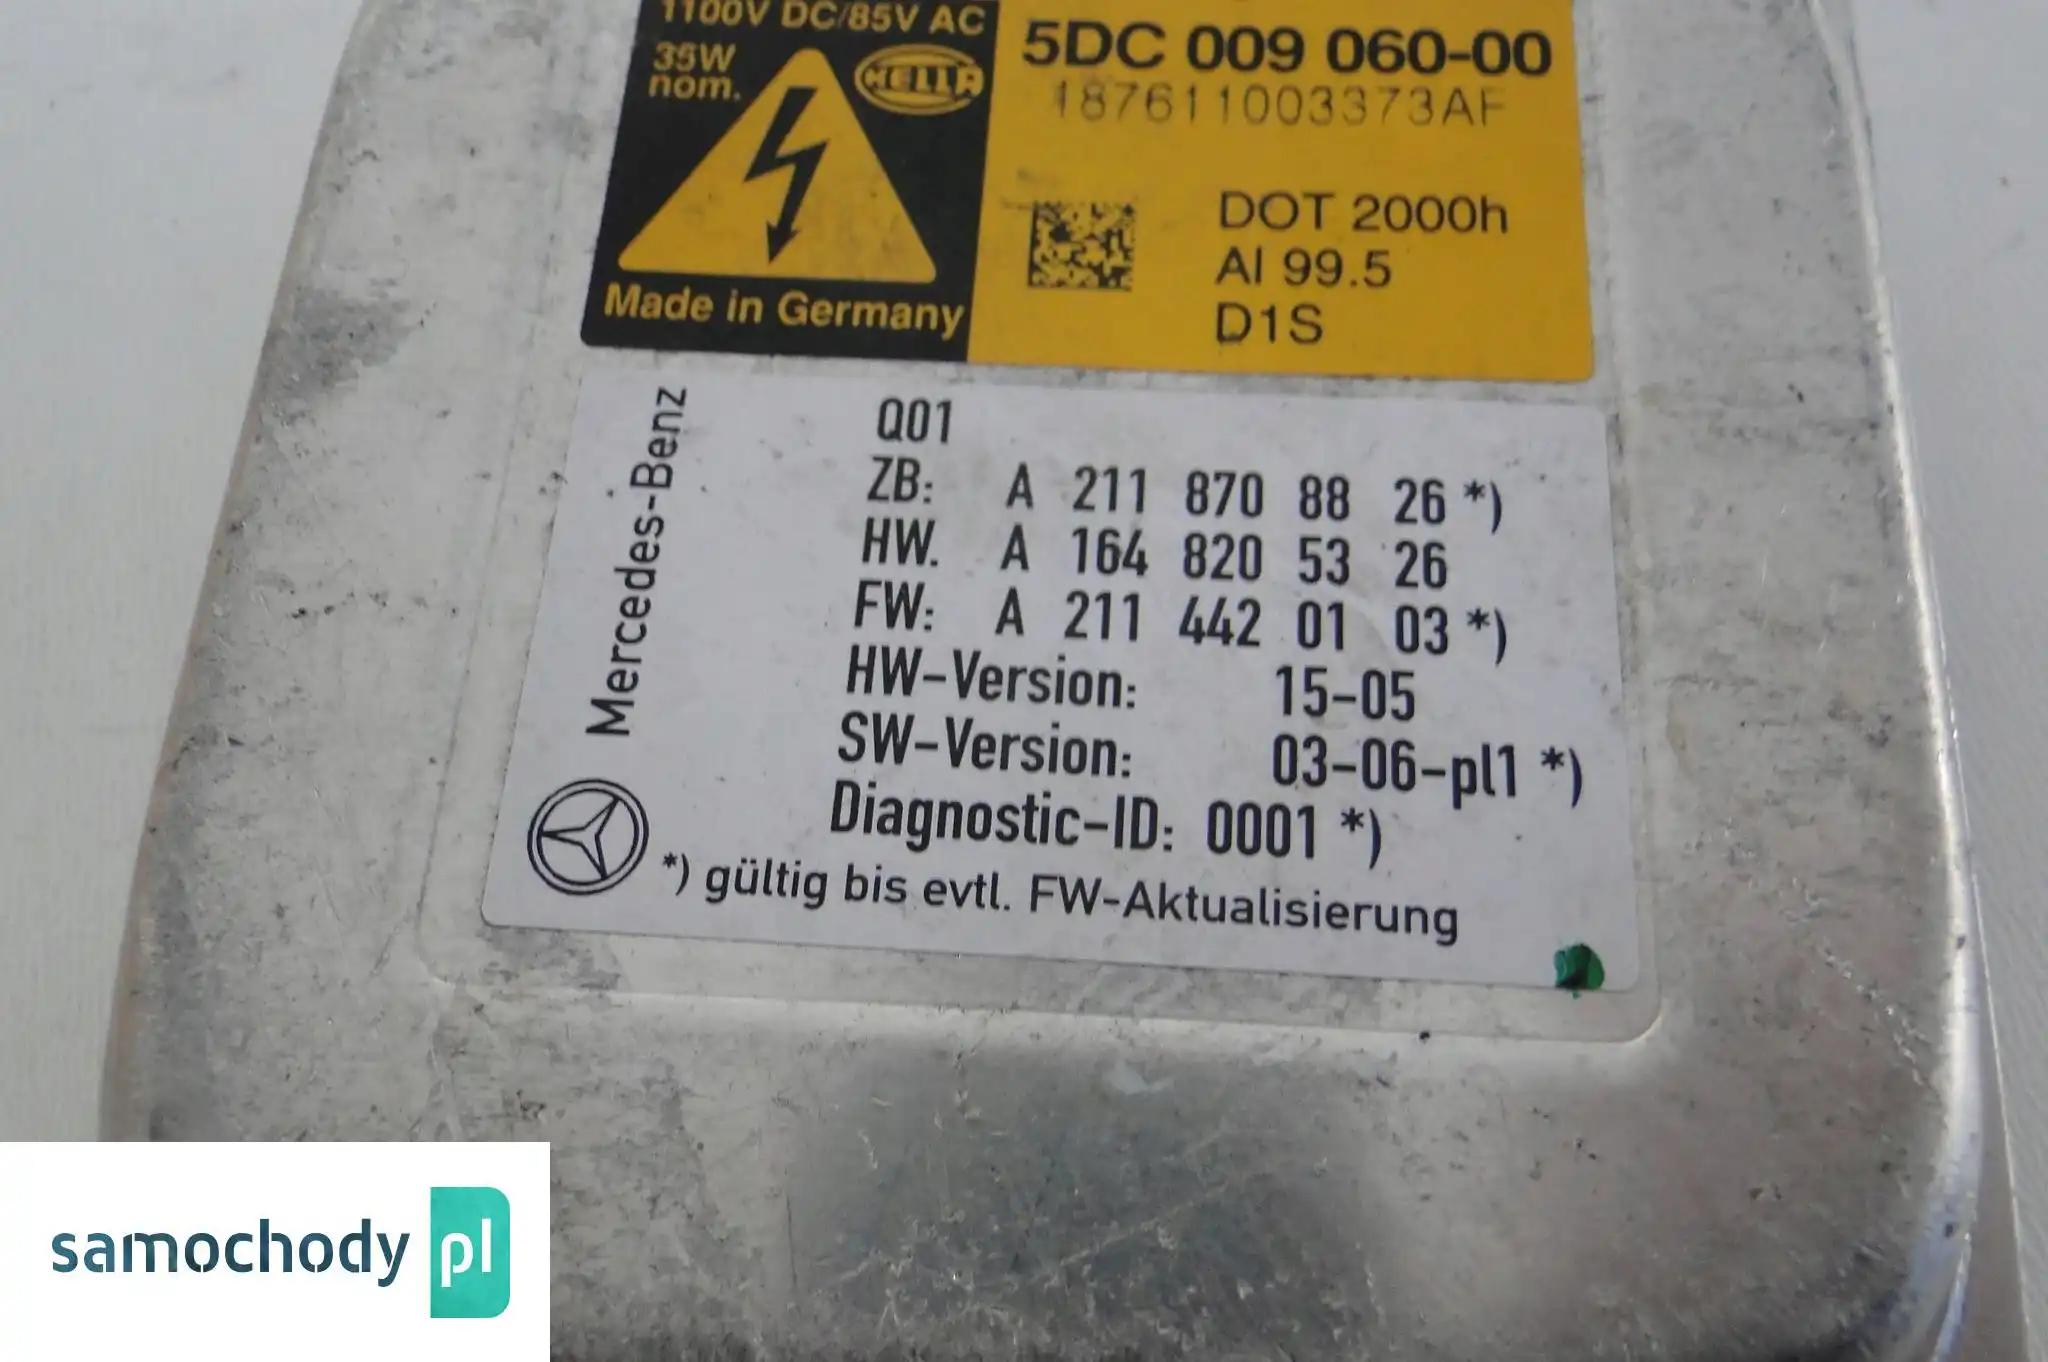 1100V DC/85V AC
35W
nom.
HELLA
Made in Germany
5DC 009 060-00
187611003373AF
DOT 2000h
Al 99.5
D1S
Mercedes-Benz
Q01
ZB: A 211 870 88 26 *)
HW. A 164 820 53 26
FW: A 211 442 01 03 *)
HW-Version: 15-05
SW-Version: 03-06-pl1 *)
Diagnostic-ID: 0001 *)
*) gültig bis evtl. FW-Aktualisierung
samochody pl